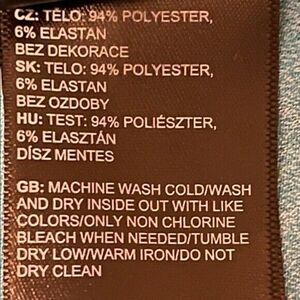 CZ: TĚLO: 94% POLYESTER,
6% ELASTAN
BEZ DEKORACE
SK: TELO: 94% POLYESTER,
6% ELASTAN
BEZ OZDOBY
HU: TEST: 94% POLIÉSZTER,
6% ELASZTÁN
DÍSZ MENTES
GB: MACHINE WASH COLD/WASH
AND DRY INSIDE OUT WITH LIKE
COLORS/ONLY NON CHLORINE
BLEACH WHEN NEEDED/TUMBLE
DRY LOW/WARM IRON/DO NOT
DRY CLEAN